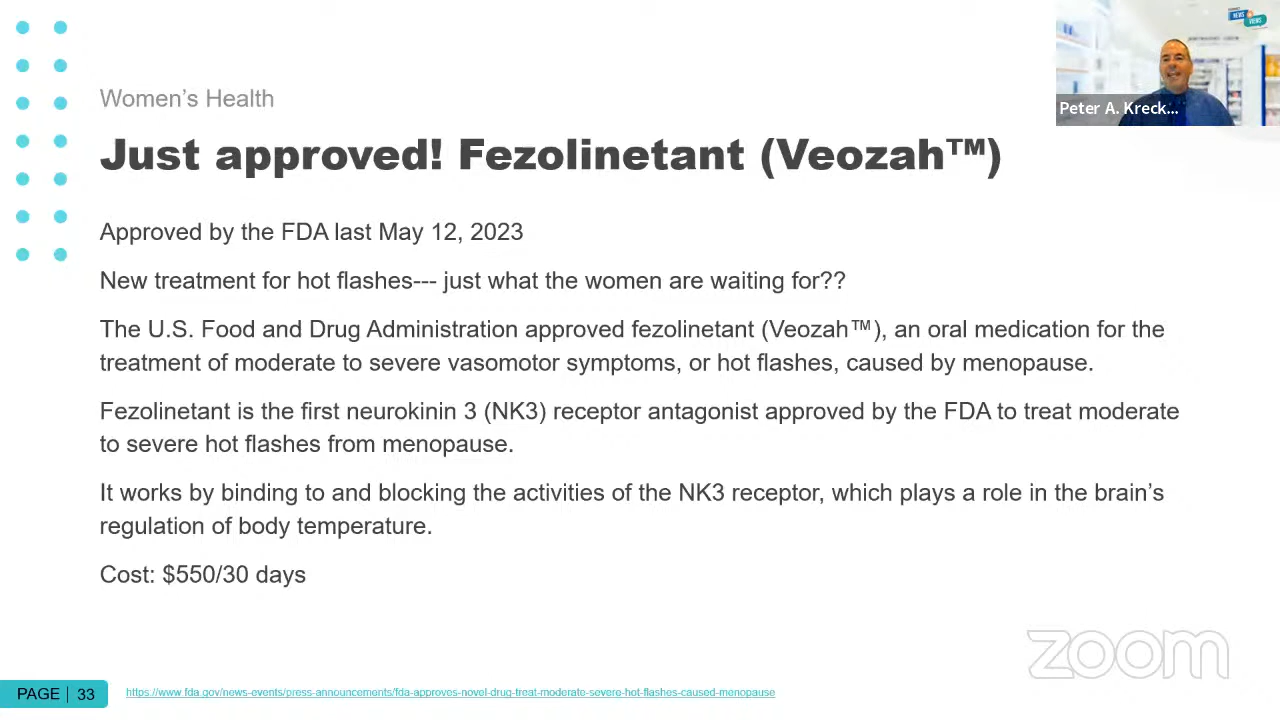 Women's Health
Just approved! Fezolinetant (Veozah™)
Approved by the FDA last May 12, 2023
New treatment for hot flashes--- just what the women are waiting for??
The U.S. Food and Drug Administration approved fezolinetant (Veozah™), an oral medication for the
treatment of moderate to severe vasomotor symptoms, or hot flashes, caused by menopause.
Fezolinetant is the first neurokinin 3 (NK3) receptor antagonist approved by the FDA to treat moderate
to severe hot flashes from menopause.
It works by binding to and blocking the activities of the NK3 receptor, which plays a role in the brain's
regulation of body temperature.
Cost: $550/30 days
NEWS
VIEWS
Peter A. Kreck...
zoom
PAGE | 33
https://www.fda.gov/news-events/press-announcements/fda-approves-novel-drug-treat-moderate-severe-hot-flashes-caused-menopause